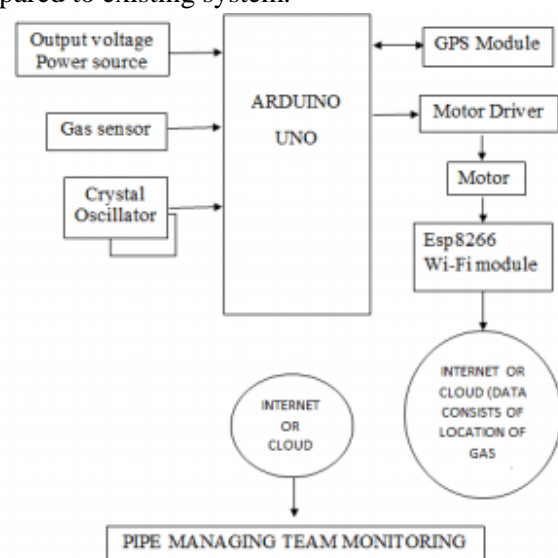 pared to existing system.
Output voltage
Power source
GPS Module
ARDUINO
UNO
Motor Driver
Gas sensor
Motor
Crystal
Oscillator
Esp8266
Wi-Fi module
INTERNET OR
CLOUD (DATA
CONSISTS OF
LOCATION OF
GAS
INTERNET
OR
CLOUD
PIPE MANAGING TEAM MONITORING